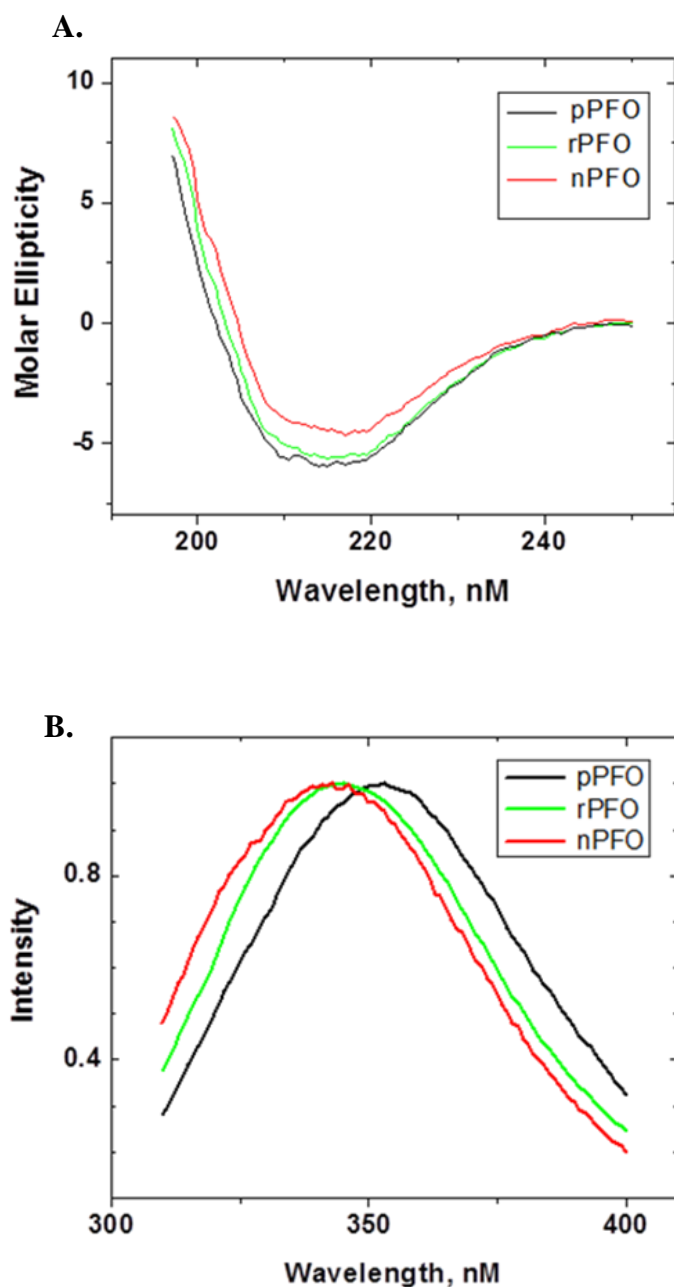 A.
10
5
0
-5
Molar Ellipticity
pPFO
rPFO
nPFO
200 220 240
Wavelength, nM
B.
0.8
0.4
Intensity
pPFO
rPFO
nPFO
300 350 400
Wavelength, nM